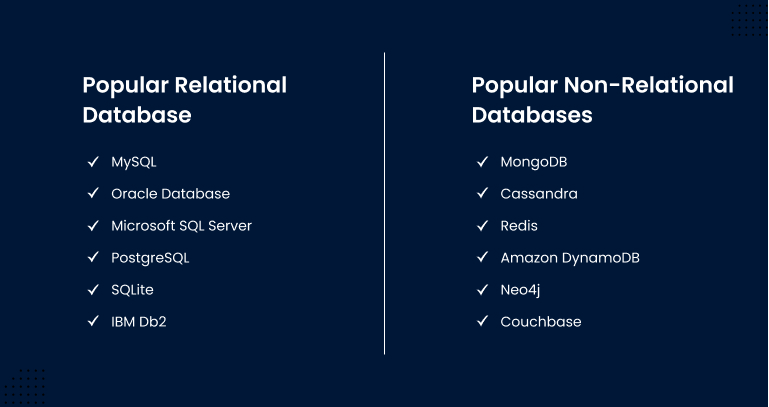 Popular Relational
Database
MySQL
Oracle Database
Microsoft SQL Server
PostgreSQL
SQLite
IBM Db2
Popular Non-Relational
Databases
MongoDB
Cassandra
Redis
Amazon DynamoDB
Neo4j
Couchbase